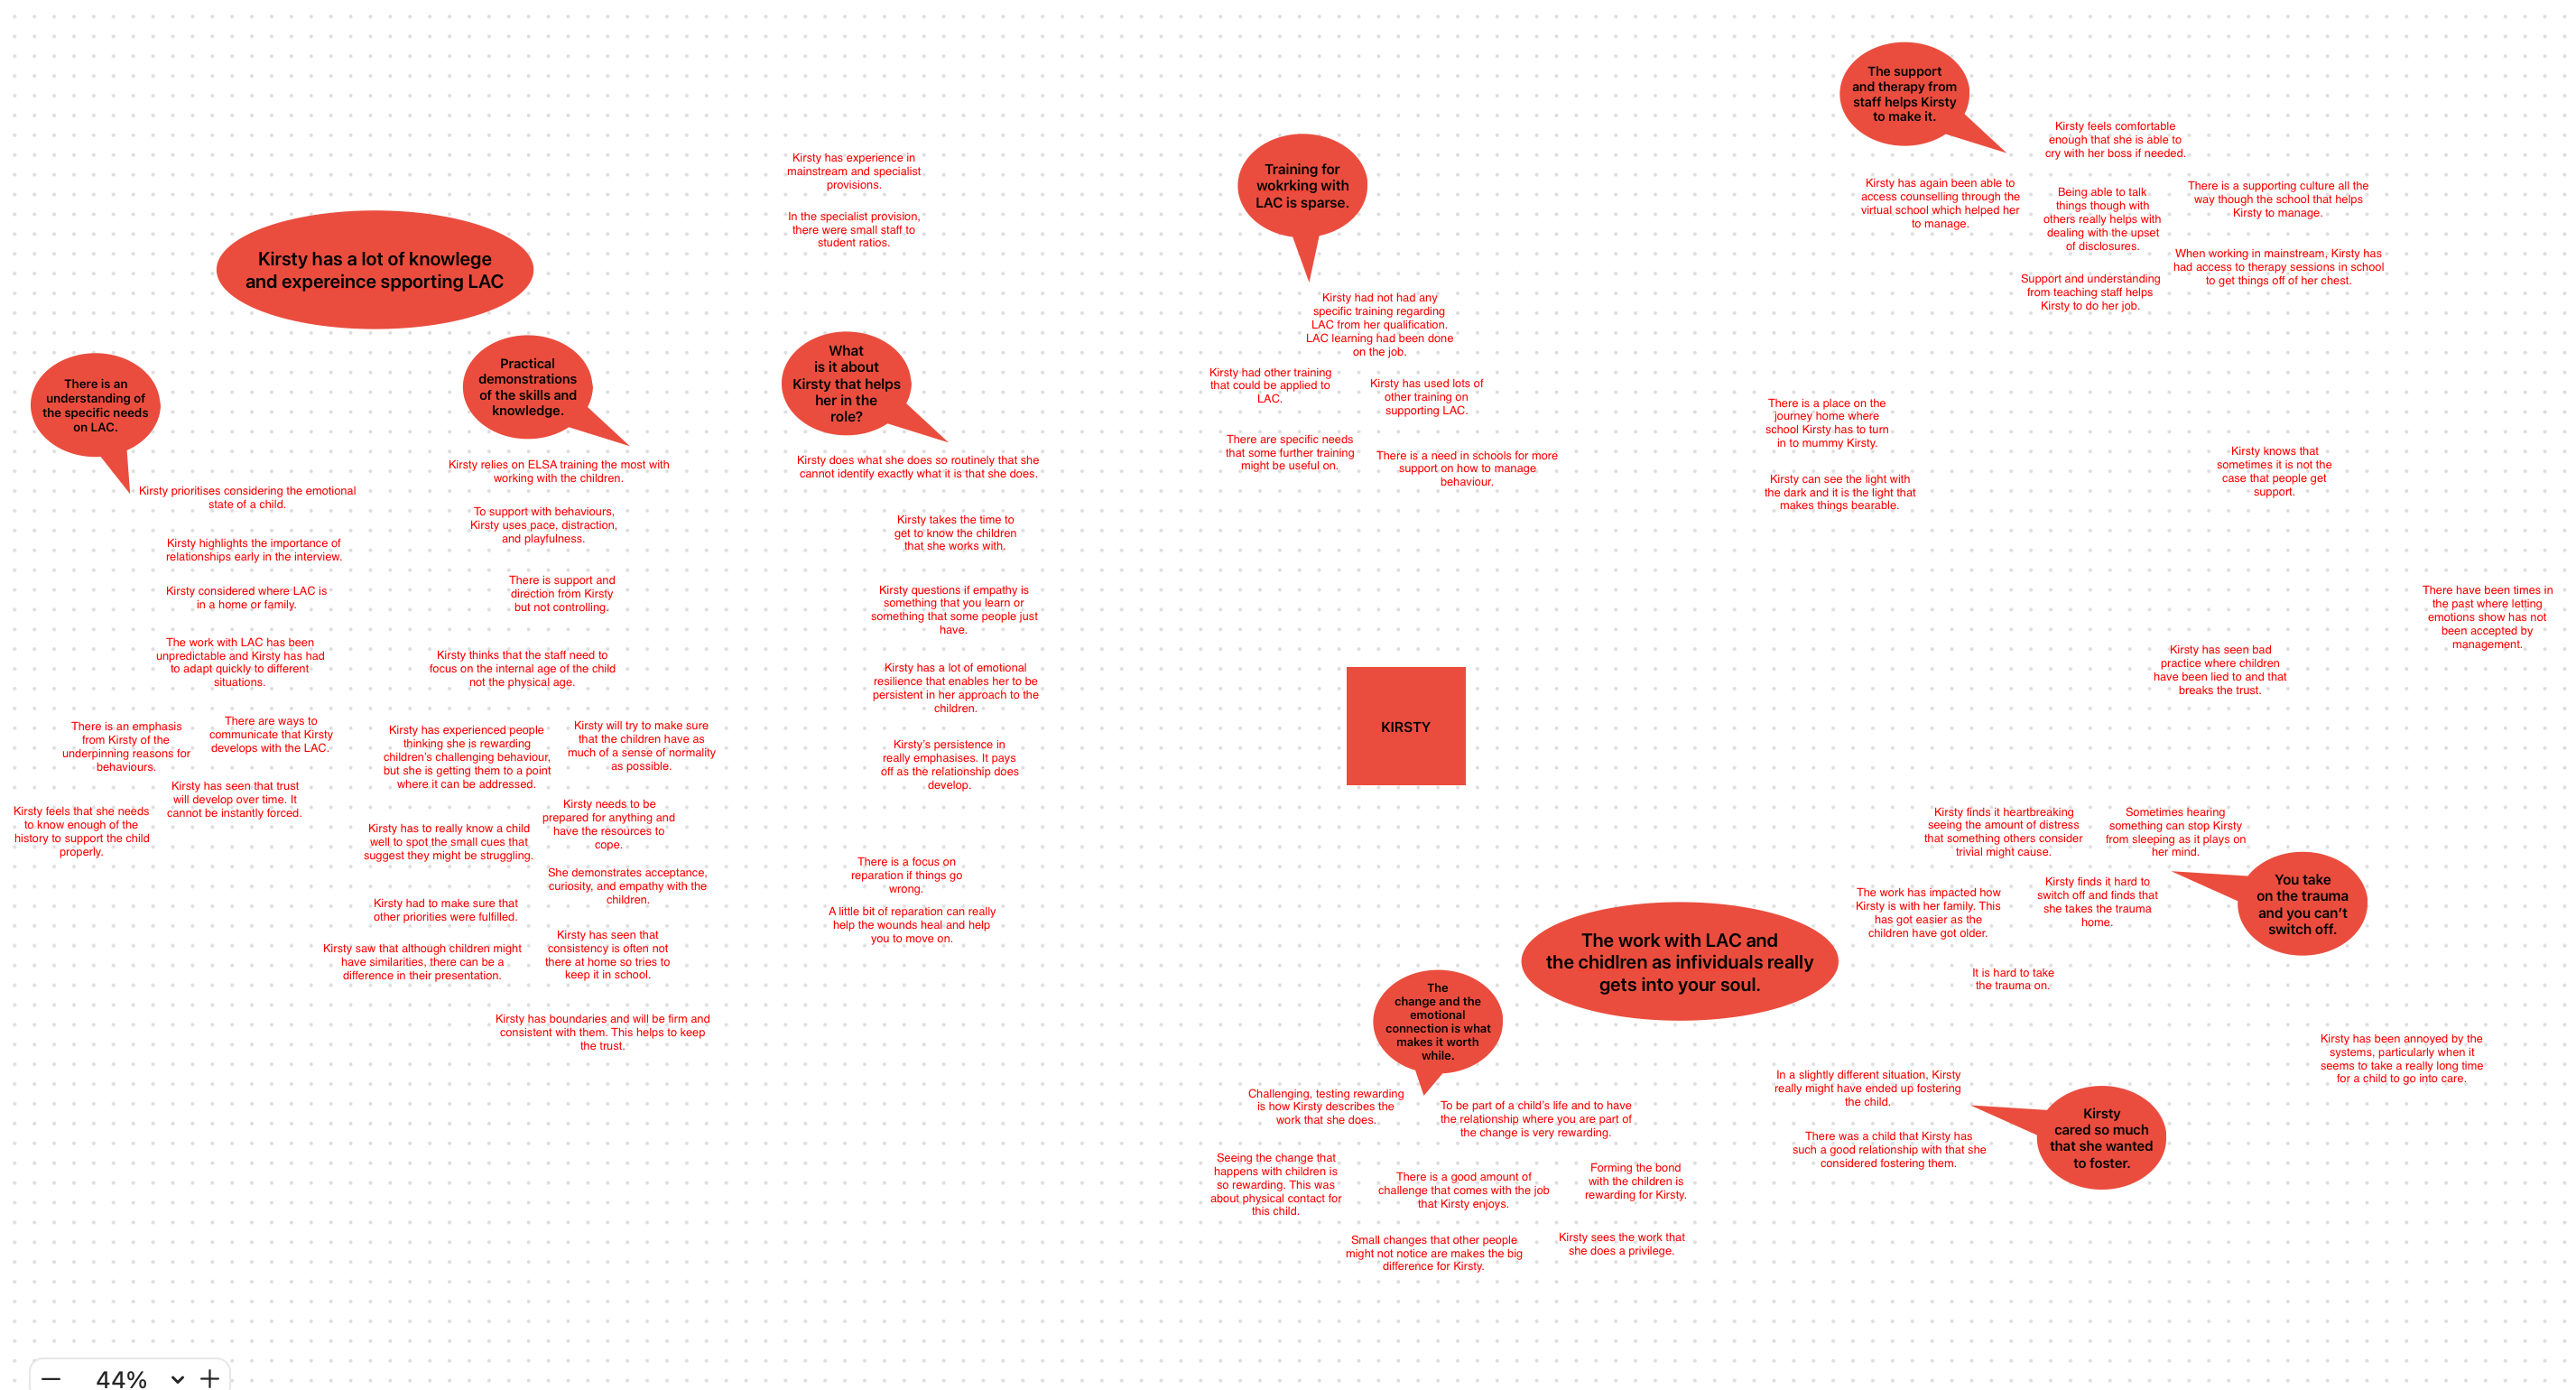 Kirsty has a lot of knowlege
and expereince spporting LAC
There is an
understanding of
the specific needs
on LAC.
Kirsty prioritises considering the emotional
state of a child.
Kirsty highlights the importance of
relationships early in the interview.
Kirsty considered where LAC is
in a home or family.
The work with LAC has been
unpredictable and Kirsty has had
to adapt quickly to different
situations.
There is an emphasis
from Kirsty of the
underpinning reasons for
behaviours.
There are ways to
communicate that Kirsty
develops with the LAC.
Kirsty has seen that trust
will develop over time. It
cannot be instantly forced.
Kirsty feels that she needs
to know enough of the
history to support the child
properly.
Practical
demonstrations
of the skills and
knowledge.
Kirsty relies on ELSA training the most with
working with the children.
To support with behaviours,
Kirsty uses pace, distraction,
and playfulness.
There is support and
direction from Kirsty
but not controlling.
Kirsty thinks that the staff need to
focus on the internal age of the child
not the physical age.
Kirsty has experienced people
thinking she is rewarding
children's challenging behaviour,
but she is getting them to a point
where it can be addressed.
Kirsty will try to make sure
that the children have as
much of a sense of normality
as possible.
Kirsty needs to be
prepared for anything and
have the resources to
cope.
Kirsty has to really know a child
well to spot the small cues that
suggest they might be struggling.
She demonstrates acceptance,
curiosity, and empathy with the
children.
Kirsty had to make sure that
other priorities were fulfilled.
Kirsty saw that although children might
have similarities, there can be a
difference in their presentation.
Kirsty has seen that
consistency is often not
there at home so tries to
keep it in school.
Kirsty has boundaries and will be firm and
consistent with them. This helps to keep
the trust.
Kirsty has experience in
mainstream and specialist
provisions.
In the specialist provision,
there were small staff to
student ratios.
What
is it about
Kirsty that helps
her in the
role?
Kirsty does what she does so routinely that she
cannot identify exactly what it is that she does.
Kirsty takes the time to
get to know the children
that she works with.
Kirsty questions if empathy is
something that you learn or
something that some people just
have.
Kirsty has a lot of emotional
resilience that enables her to be
persistent in her approach to the
children.
Kirsty's persistence in
really emphasises. It pays
off as the relationship does
develop.
There is a focus on
reparation if things go
wrong.
A little bit of reparation can really
help the wounds heal and help
you to move on.
Training for
wokrking with
LAC is sparse.
Kirsty had not had any
specific training regarding
LAC from her qualification.
LAC learning had been done
on the job.
Kirsty had other training
that could be applied to
LAC.
Kirsty has used lots of
other training on
supporting LAC.
There are specific needs
that some further training
might be useful on.
There is a need in schools for more
support on how to manage
behaviour.
KIRSTY
The support
and therapy from
staff helps Kirsty
to make it.
Kirsty feels comfortable
enough that she is able to
cry with her boss if needed.
Kirsty has again been able to
access counselling through the
virtual school which helped her
to manage.
Being able to talk
things though with
others really helps with
dealing with the upset
of disclosures.
There is a supporting culture all the
way though the school that helps
Kirsty to manage.
When working in mainstream, Kirsty has
had access to therapy sessions in school
to get things off of her chest.
Support and understanding
from teaching staff helps
Kirsty to do her job.
There is a place on the
journey home where
school Kirsty has to turn
in to mummy Kirsty.
Kirsty can see the light with
the dark and it is the light that
makes things bearable.
Kirsty knows that
sometimes it is not the
case that people get
support.
There have been times in
the past where letting
emotions show has not
been accepted by
management.
Kirsty has seen bad
practice where children
have been lied to and that
breaks the trust.
The work with LAC and
the chidlren as infividuals really
gets into your soul.
Kirsty finds it heartbreaking
seeing the amount of distress
that something others consider
trivial might cause.
Sometimes hearing
something can stop Kirsty
from sleeping as it plays on
her mind.
You take
on the trauma
and you can't
switch off.
The work has impacted how
Kirsty is with her family. This
has got easier as the
children have got older.
Kirsty finds it hard to
switch off and finds that
she takes the trauma
home.
It is hard to take
the trauma on.
The
change and the
emotional
connection is what
makes it worth
while.
Challenging, testing rewarding
is how Kirsty describes the
work that she does.
To be part of a child's life and to have
the relationship where you are part of
the change is very rewarding.
Seeing the change that
happens with children is
so rewarding. This was
about physical contact for
this child.
There is a good amount of
challenge that comes with the job
that Kirsty enjoys.
Forming the bond
with the children is
rewarding for Kirsty.
Small changes that other people
might not notice are makes the big
difference for Kirsty.
Kirsty sees the work that
she does a privilege.
In a slightly different situation, Kirsty
really might have ended up fostering
the child.
There was a child that Kirsty has
such a good relationship with that she
considered fostering them.
Kirsty
cared so much
that she wanted
to foster.
Kirsty has been annoyed by the
systems, particularly when it
seems to take a really long time
for a child to go into care.
44%